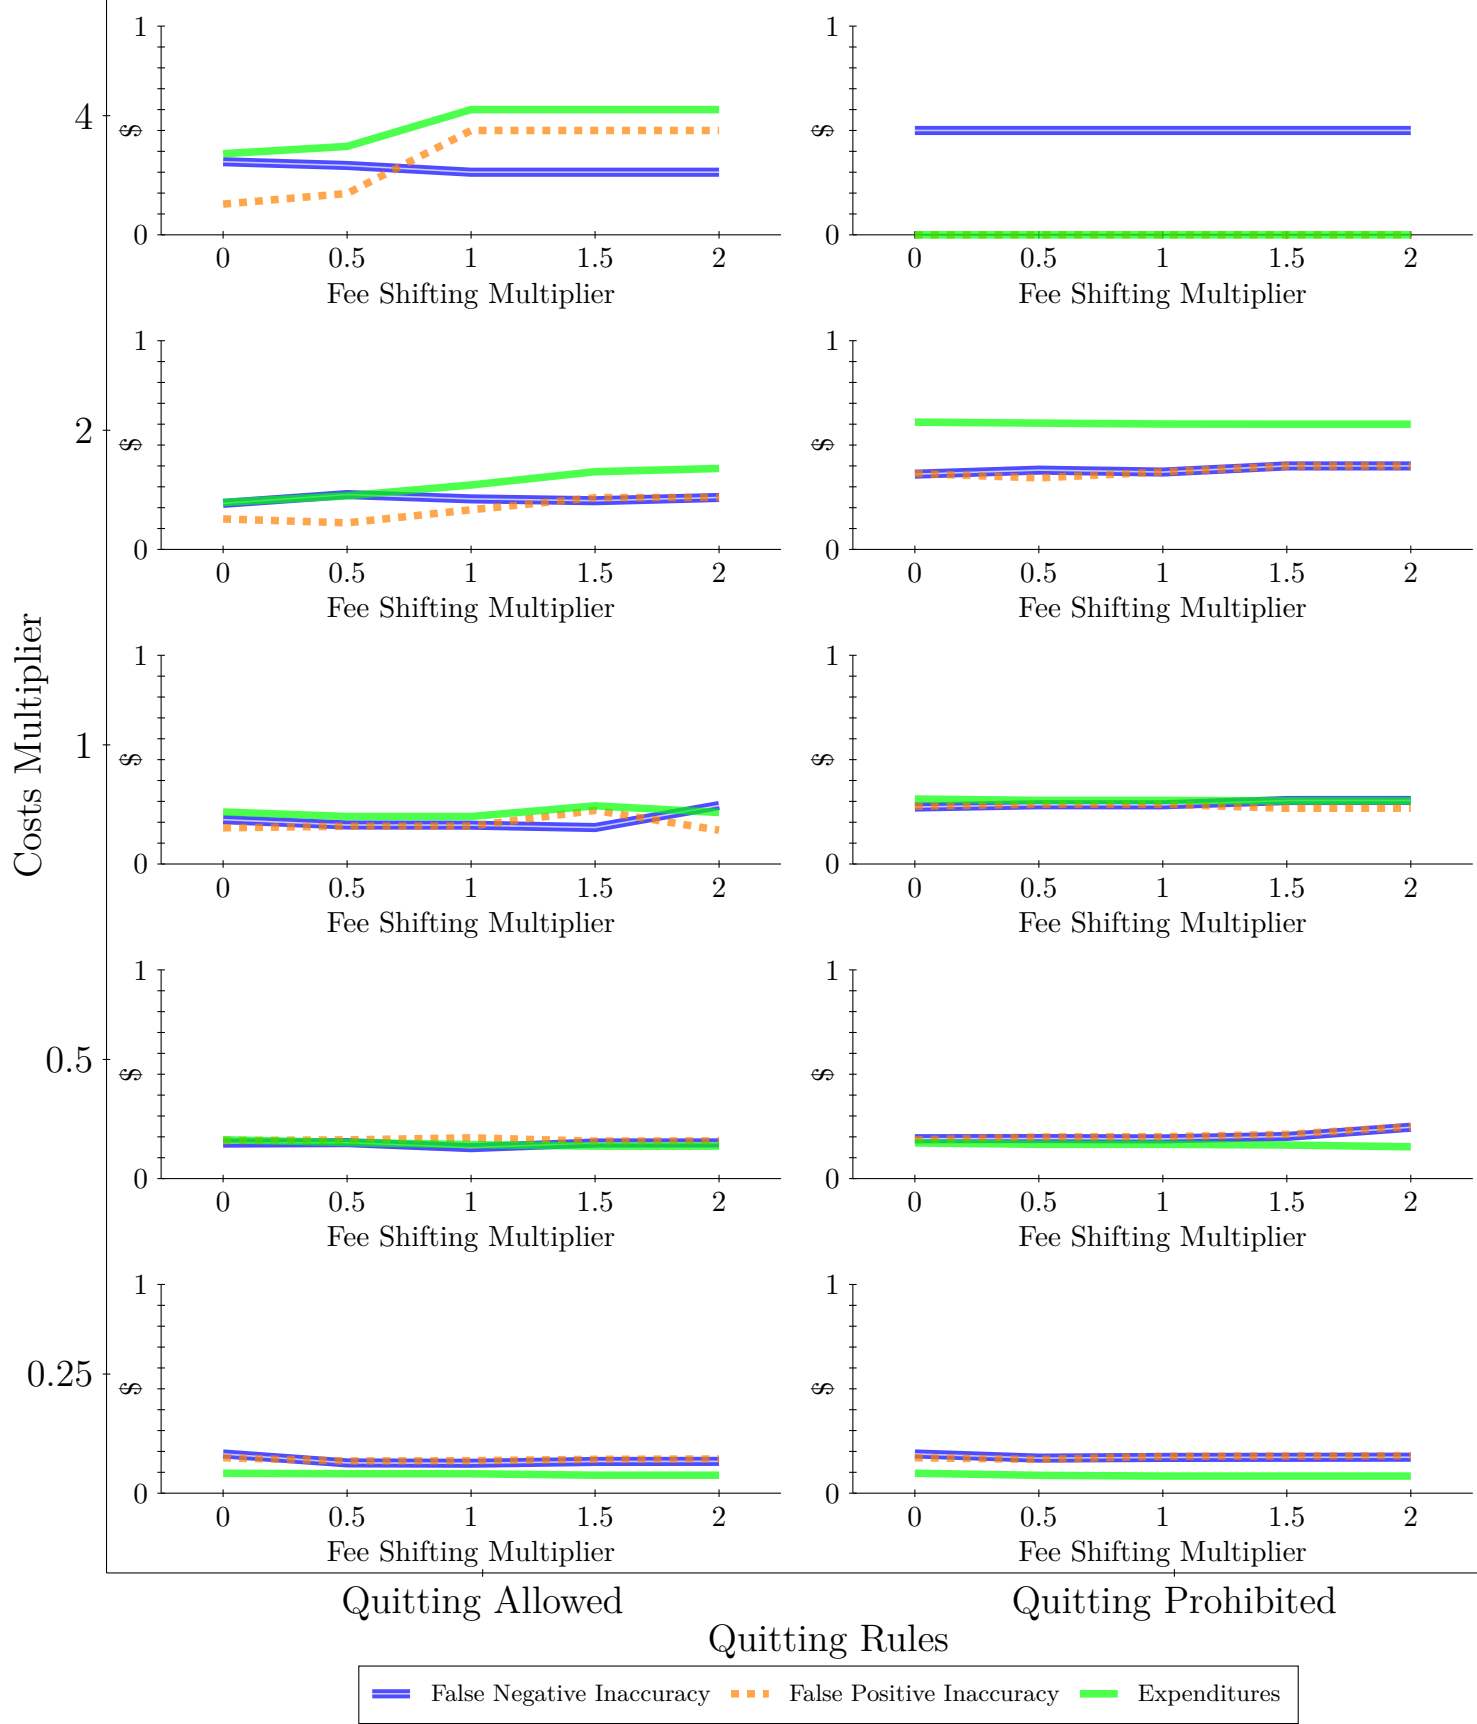 Costs Multiplier
4
1
$
0
0 0.5 1 1.5 2
Fee Shifting Multiplier
1
$
0
0 0.5 1 1.5 2
Fee Shifting Multiplier
2
1
$
0
0 0.5 1 1.5 2
Fee Shifting Multiplier
1
$
0
0 0.5 1 1.5 2
Fee Shifting Multiplier
1
1
$
0
0 0.5 1 1.5 2
Fee Shifting Multiplier
1
$
0
0 0.5 1 1.5 2
Fee Shifting Multiplier
0.5
1
$
0
0 0.5 1 1.5 2
Fee Shifting Multiplier
1
$
0
0 0.5 1 1.5 2
Fee Shifting Multiplier
0.25
1
$
0
0 0.5 1 1.5 2
Fee Shifting Multiplier
1
$
0
0 0.5 1 1.5 2
Fee Shifting Multiplier
Quitting Allowed Quitting Prohibited
Quitting Rules
False Negative Inaccuracy False Positive Inaccuracy Expenditures